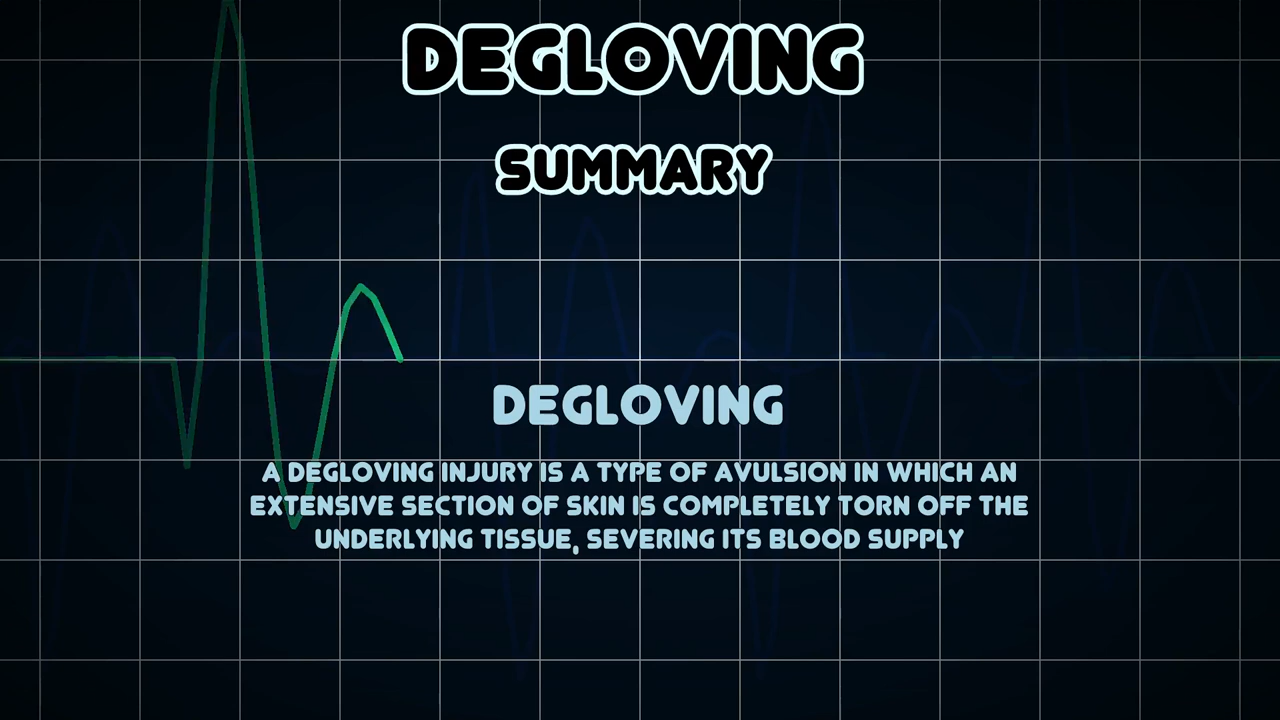 DEGLOVING
SUMMARY
DEGLOVING
A DEGLOVING INJURY IS A TYPE OF AVULSION IN WHICH AN
EXTENSIVE SECTION OF SKIN IS COMPLETELY TORN OFF THE
UNDERLYING TISSUE, SEVERING ITS BLOOD SUPPLY